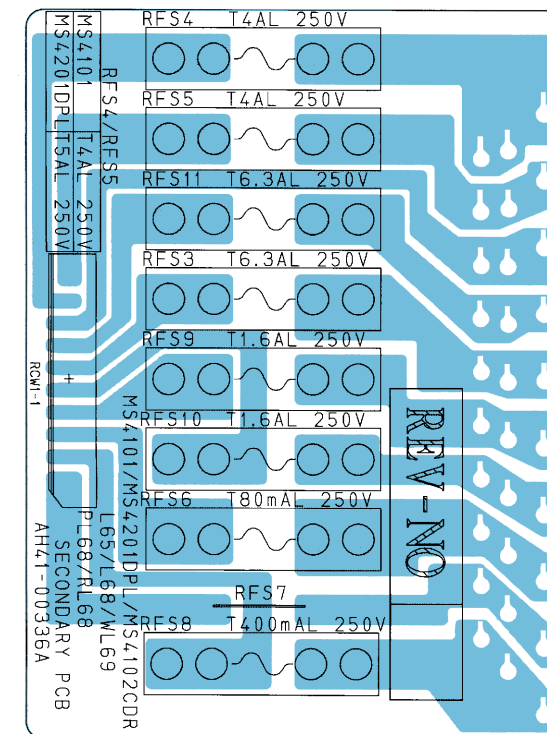 RFS4 T4AL 250V
RFS5 T4AL 250V
RFS11 T6.3AL 250V
RFS3 T6.3AL 250V
RFS9 T1.6AL 250V
RFS10 T1.6AL 250V
RFS6 T80mAL 250V
RFS7
RFS8 T400mAL 250V
RFS4/RFS5
MS4101 T4AL 250V
MS4201DPL T5AL 250V
RCW1-1
+
MS4101/MS4201DPL/MS4102CDR
L65/L68/WL69
PL68/RL68
SECONDARY PCB
AH41-00336A
REV-NO